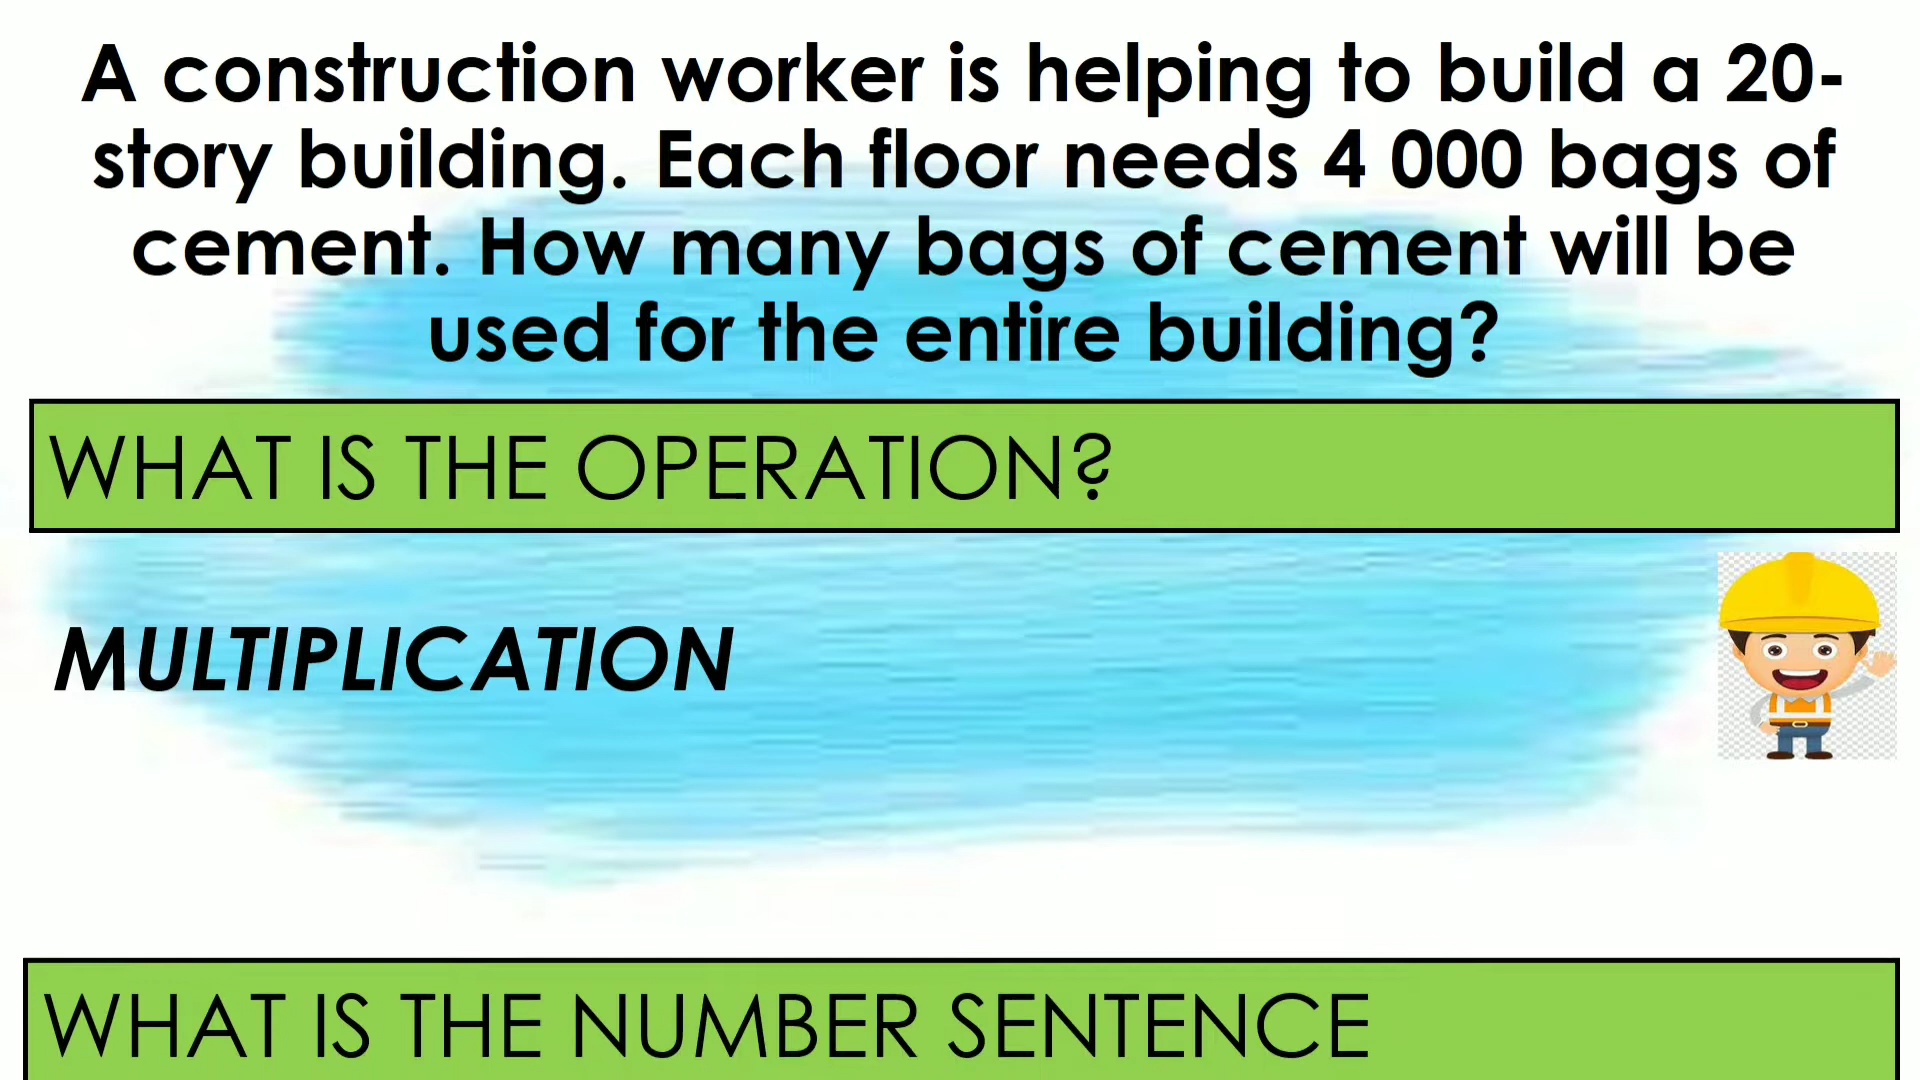 A construction worker is helping to build a 20-
story building. Each floor needs 4 000 bags of
cement. How many bags of cement will be
used for the entire building?
WHAT IS THE OPERATION?
MULTIPLICATION
WHAT IS THE NUMBER SENTENCE